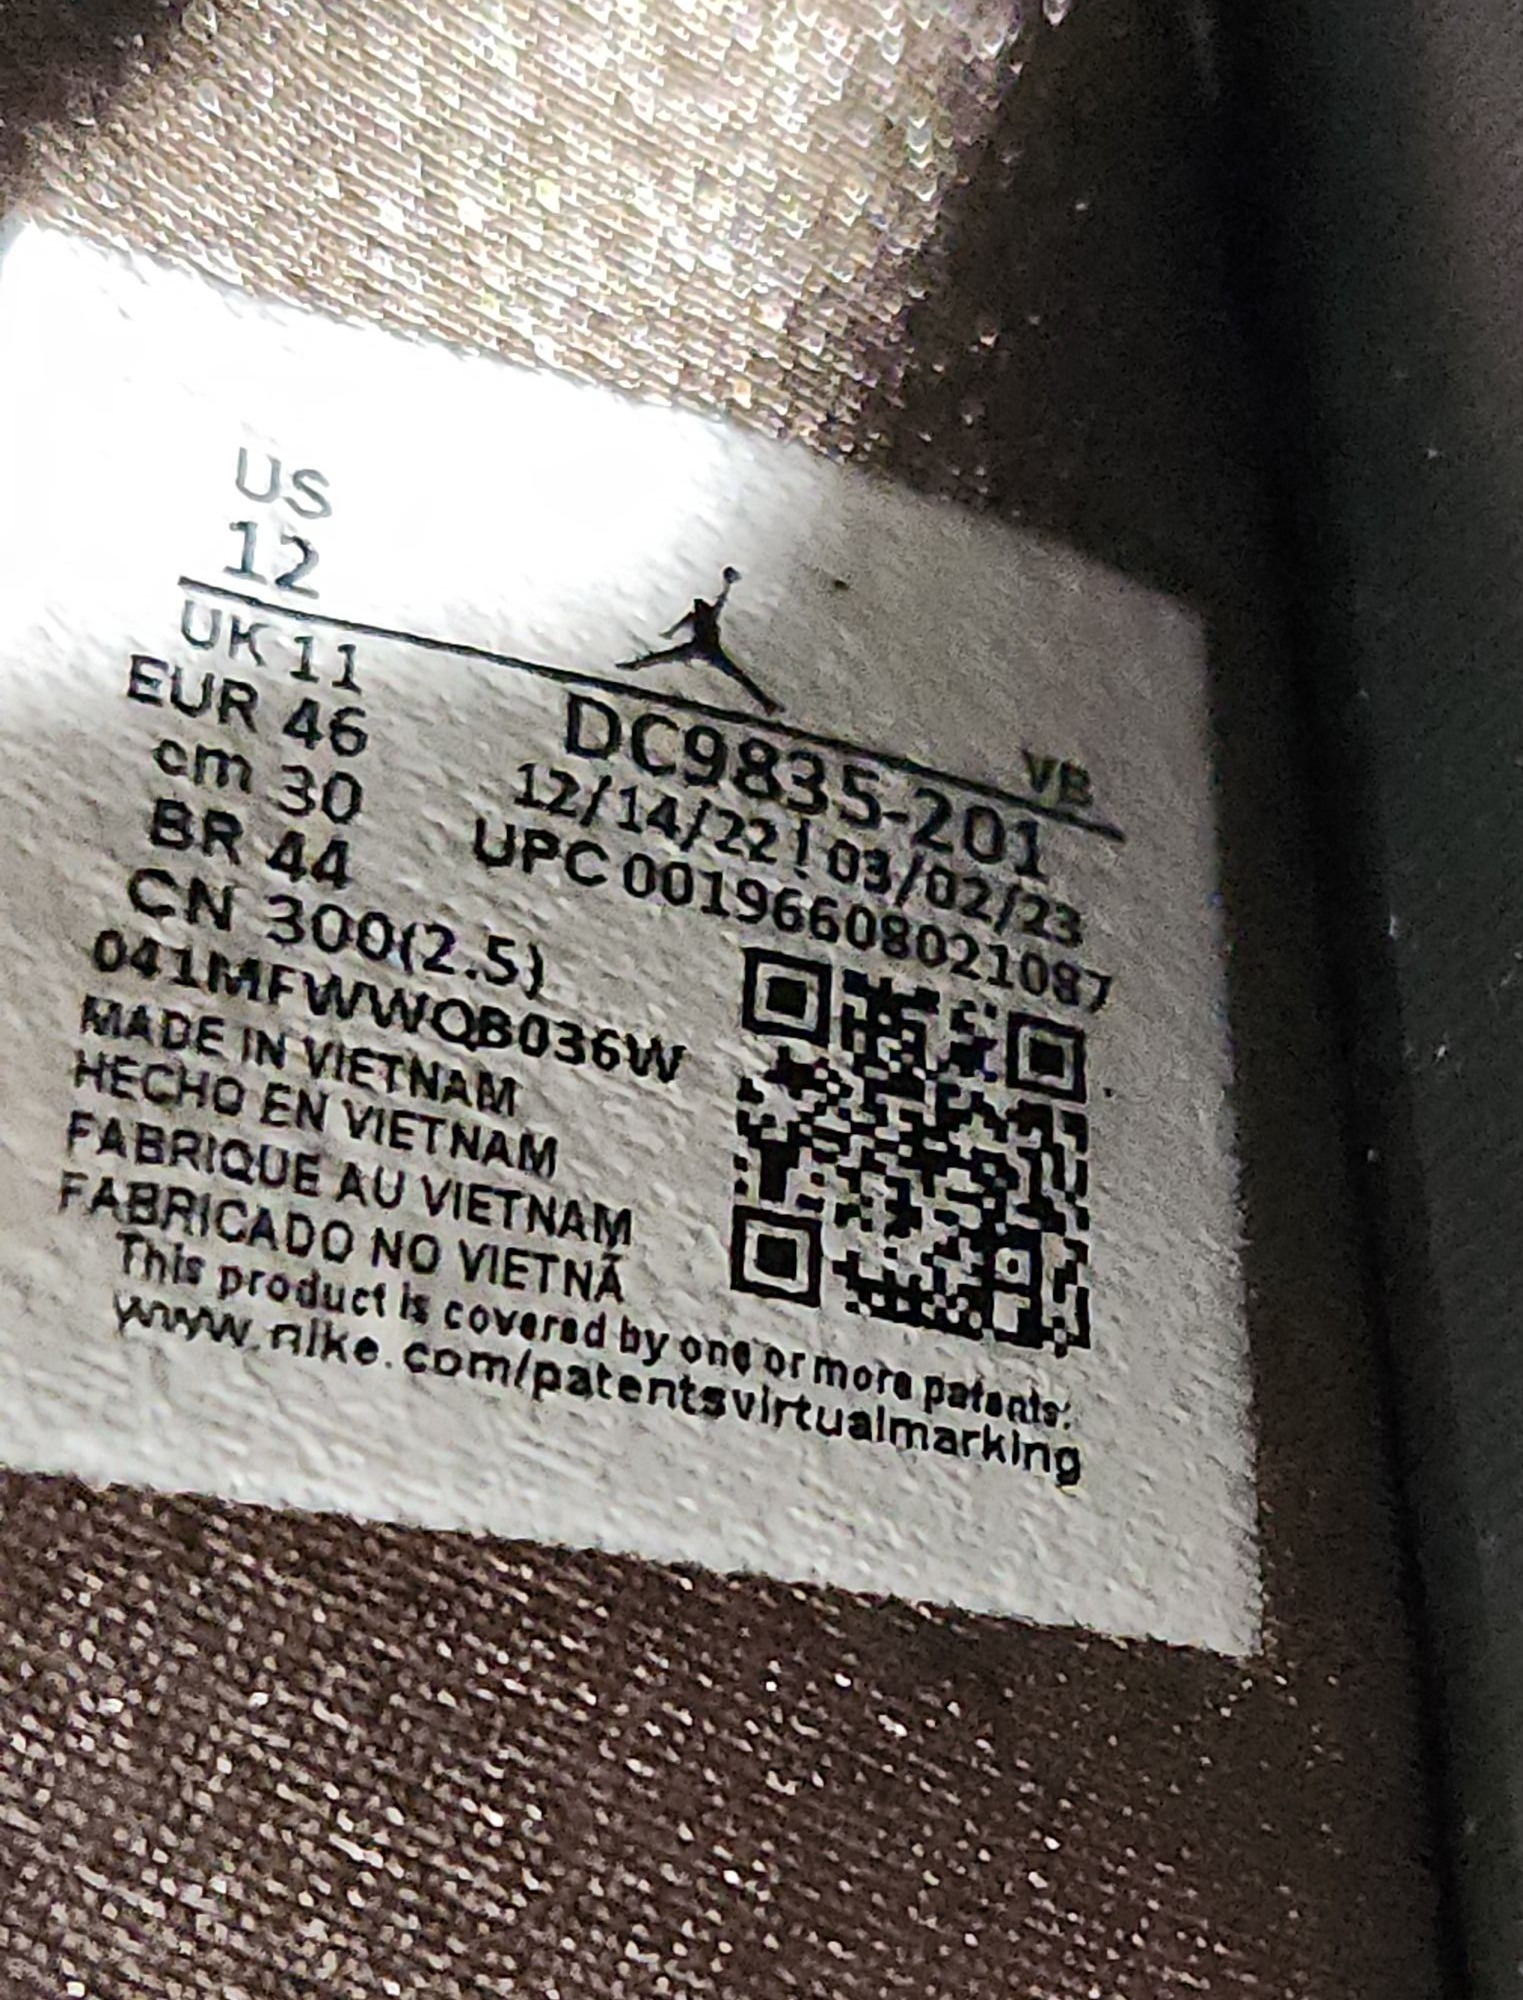 US
12
UK 11
EUR 46
cm 30
BR 44
CN 300(2.5)
VB
DC9835-201
12/14/22 ! 03/02/23
UPC 00196608021087
041MFWWQB036W
MADE IN VIETNAM
HECHO EN VIETNAM
FABRIQUE AU VIETNAM
FABRICADO NO VIETNÃ
This product is covered by one or more patents:
www.nike.com/patentsvirtualmarking